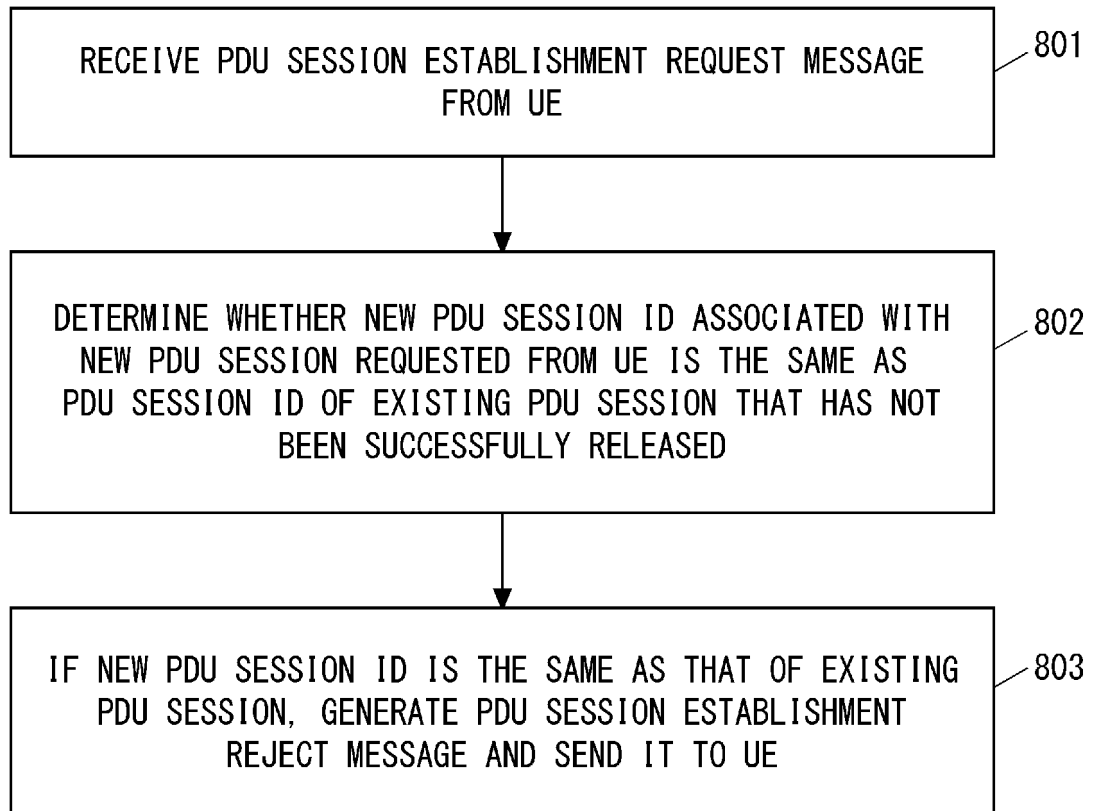 RECEIVE PDU SESSION ESTABLISHMENT REQUEST MESSAGE
FROM UE
801
DETERMINE WHETHER NEW PDU SESSION ID ASSOCIATED WITH
NEW PDU SESSION REQUESTED FROM UE IS THE SAME AS
PDU SESSION ID OF EXISTING PDU SESSION THAT HAS NOT
BEEN SUCCESSFULLY RELEASED
802
IF NEW PDU SESSION ID IS THE SAME AS THAT OF EXISTING
PDU SESSION, GENERATE PDU SESSION ESTABLISHMENT
REJECT MESSAGE AND SEND IT TO UE
803